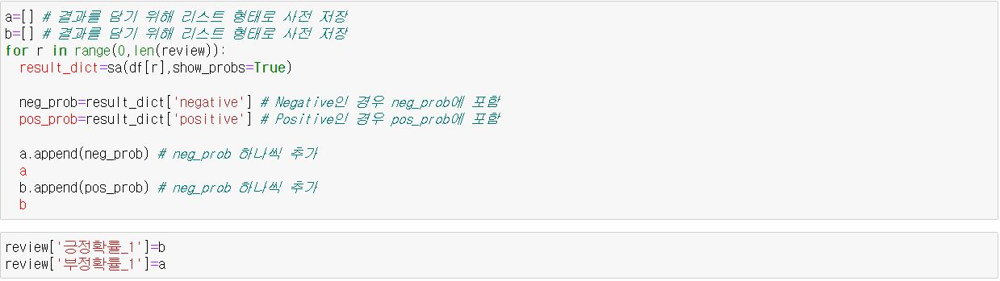 a=[] # 결과를 담기 위해 리스트 형태로 사전 저장
b=[] # 결과를 담기 위해 리스트 형태로 사전 저장
for r in range(0,len(review)):
  result_dict=sa(df[r],show_probs=True)
  neg_prob=result_dict['negative'] # Negative인 경우 neg_prob에 포함
  pos_prob=result_dict['positive'] # Positive인 경우 pos_prob에 포함
  a.append(neg_prob) # neg_prob 하나씩 추가
  a
  b.append(pos_prob) # neg_prob 하나씩 추가
  b
review['긍정확률_1']=b
review['부정확률_1']=a